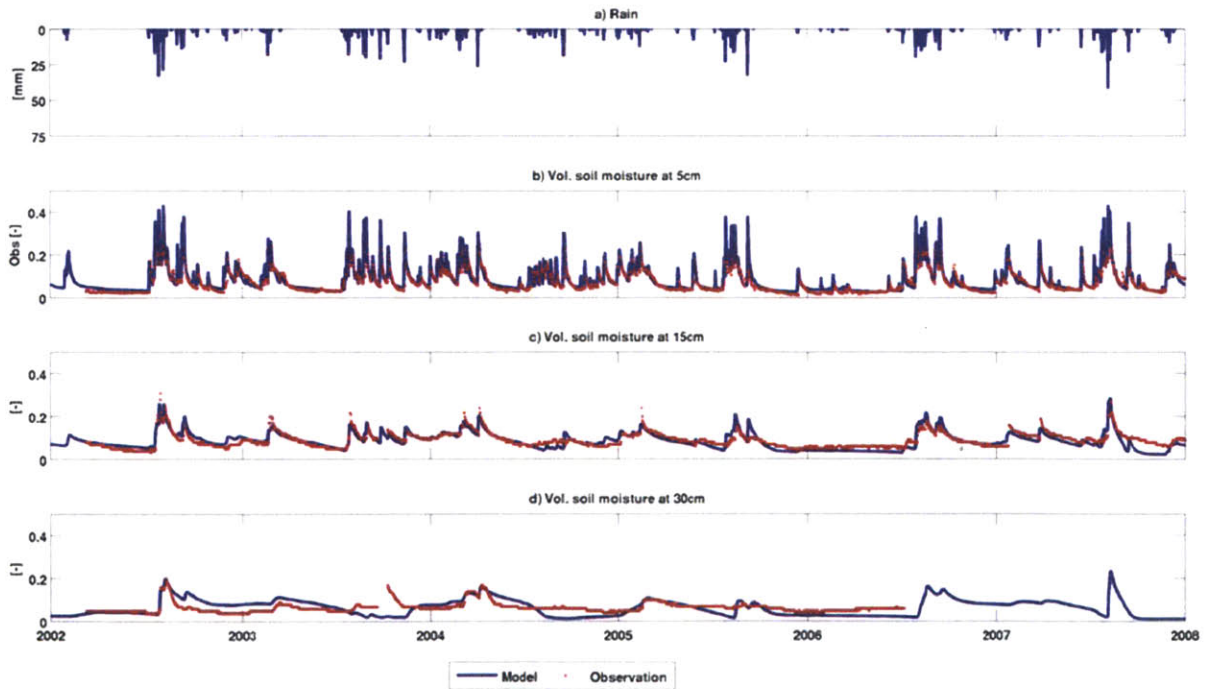 a) Rain
0
25
50
75
[mm]
b) Vol. soil moisture at 5cm
0.4
0.2
0
Obs [-]
c) Vol. soil moisture at 15cm
0.4
0.2
0
[-]
d) Vol. soil moisture at 30cm
0.4
0.2
0
[-]
2002 2003 2004 2005 2006 2007 2008
Model Observation